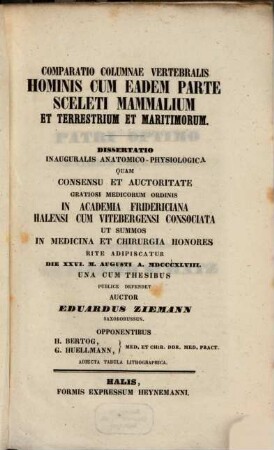 COMPARATIO COLUMNAE VERTEBRALIS
HOMINIS CUM EADEM PARTE
SCELETI MAMMALIUM
ET TERRESTRIUM ET MARITIMORUM.
DISSERTATIO
INAUGURALIS ANATOMICO-PHYSIOLOGICA
QUAM
CONSENSU ET AUCTORITATE
GRATIOSI MEDICORUM ORDINIS
IN ACADEMIA FRIDERICIANA
HALENSI CUM VITEBERGENSI CONSOCIATA
UT SUMMOS
IN MEDICINA ET CHIRURGIA HONORES
RITE ADIPISCATUR
DIE XXVI. M. AUGUSTI A. MDCCCXLVIII.
UNA CUM THESIBUS
PUBLICE DEFENDET
AUCTOR
EDUARDUS ZIEMANN
SAXOBORUSSUS.
OPPONENTIBUS
H. BERTOG,
G. HUELLMANN,
MED. ET CHIR. DDR. MED. PRACT.
ADIECTA TABULA LITHOGRAPHICA.
HALIS,
FORMIS EXPRESSUM HEYNEMANNI.